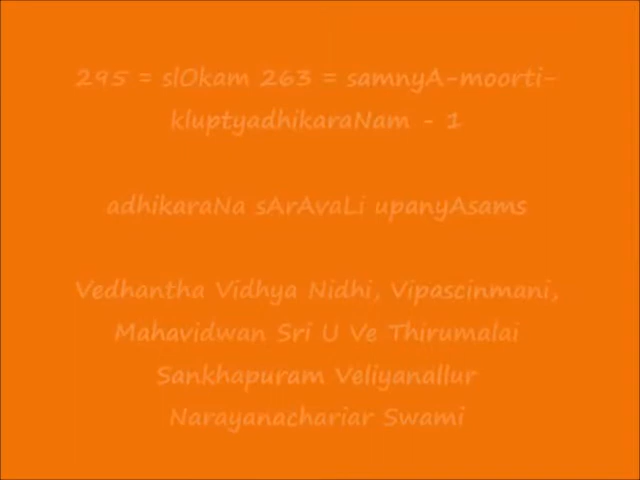 295 = slOkam 263 = samnyA-moorti-
kluptyadhikaraNam - 1
adhikaraNa sArAvaLi upanyAsams
Vedhantha Vidhya Nidhi, Vipascinmani,
Mahavidwan Sri U Ve Thirumalai
Sankhapuram Veliyanallur
Narayanachariar Swami